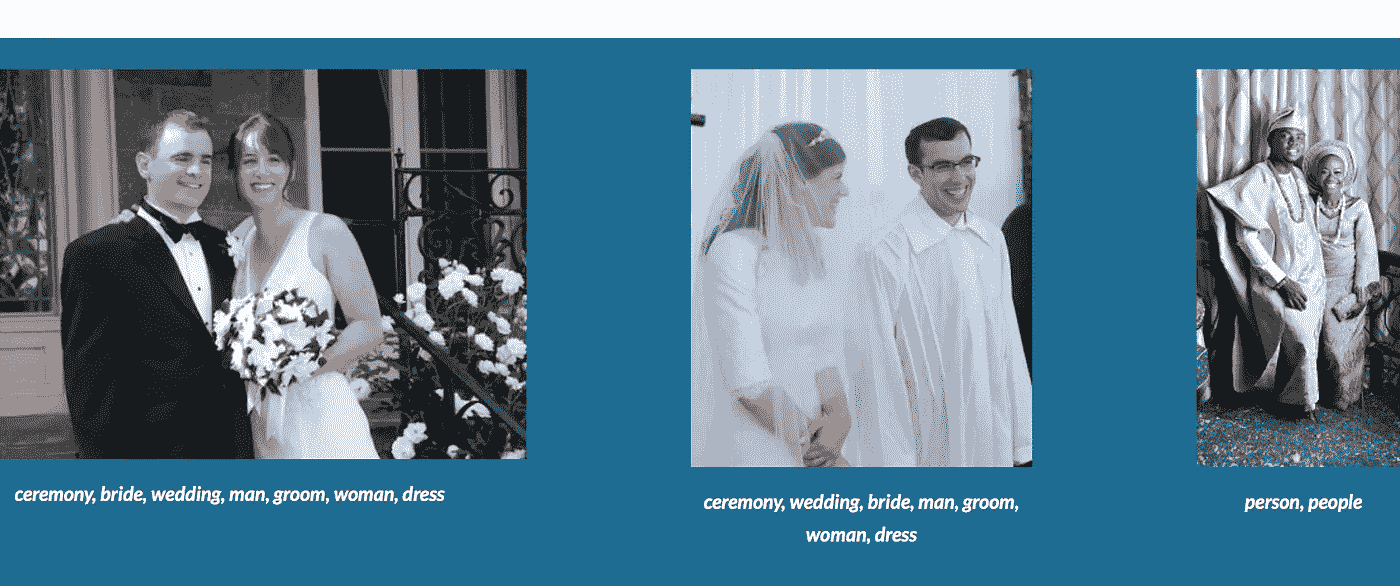 ceremony, bride, wedding, man, groom, woman, dress
ceremony, wedding, bride, man, groom,
woman, dress
person, people